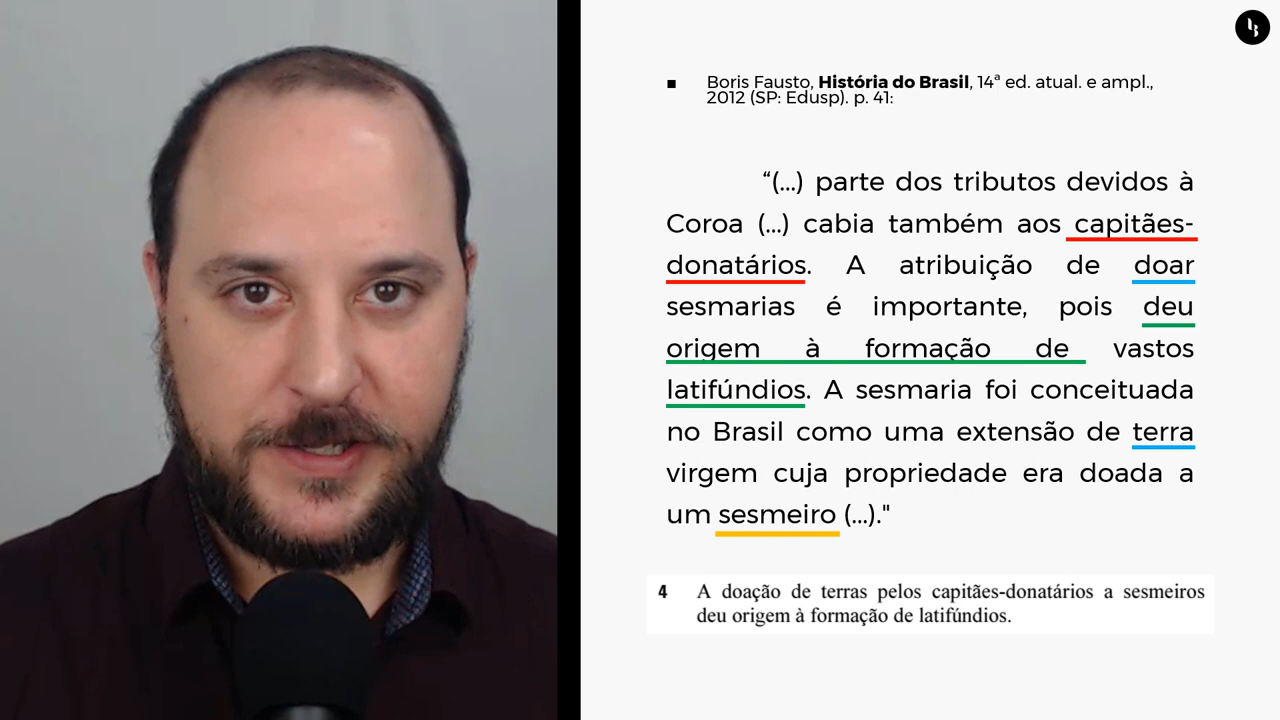 ■ Boris Fausto, História do Brasil, 14ª ed. atual. e ampl.,
2012 (SP: Edusp). p. 41:
“(...) parte dos tributos devidos à
Coroa (...) cabia também aos capitães-
donatários. A atribuição de doar
sesmarias é importante, pois deu
origem à formação de vastos
latifúndios. A sesmaria foi conceituada
no Brasil como uma extensão de terra
virgem cuja propriedade era doada a
um sesmeiro (...)."
4 A doação de terras pelos capitães-donatários a sesmeiros
deu origem à formação de latifúndios.